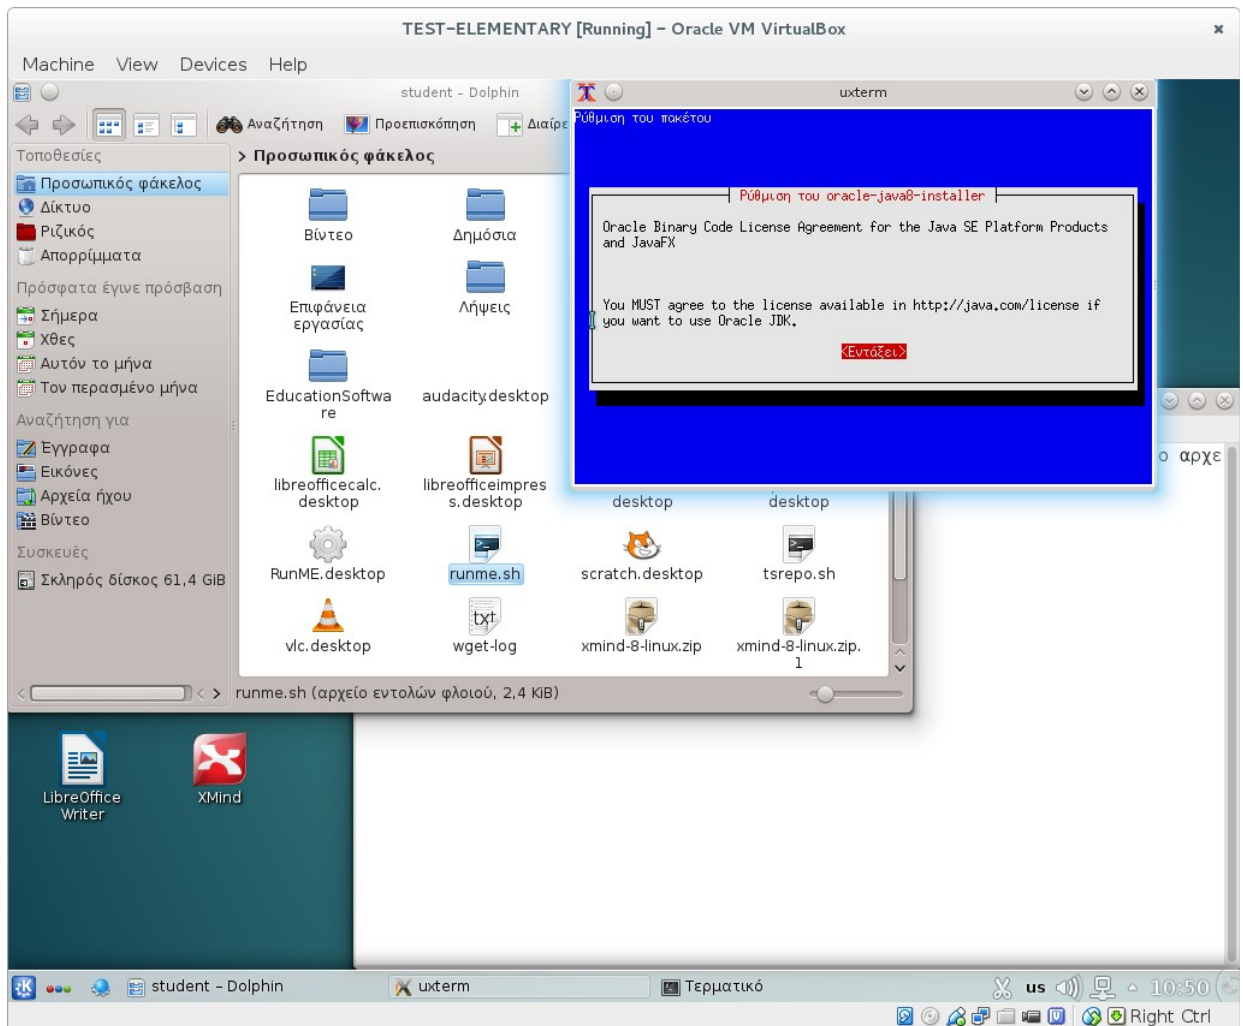 TEST-ELEMENTARY [Running] - Oracle VM VirtualBox
Machine View Devices Help
student - Dolphin
Αναζήτηση Προεπισκόπηση Διαίρε
Τοποθεσίες
Προσωπικός φάκελος
Δίκτυο
Ριζικός
Απορρίμματα
Πρόσφατα έγινε πρόσβαση
Σήμερα
Χθες
Αυτόν το μήνα
Τον περασμένο μήνα
Αναζήτηση για
Έγγραφα
Εικόνες
Αρχεία ήχου
Βίντεο
Συσκευές
Σκληρός δίσκος 61,4 GiB
> Προσωπικός φάκελος
Βίντεο
Δημόσια
Επιφάνεια
εργασίας
Λήψεις
EducationSoftwa
re
audacity.desktop
libreofficecalc.
desktop
libreofficeimpres
s.desktop
desktop
desktop
RunME.desktop
runme.sh
scratch.desktop
tsrepo.sh
vlc.desktop
wget-log
xmind-8-linux.zip
xmind-8-linux.zip.
1
runme.sh (αρχείο εντολών φλοιού, 2,4 KiB)
uxterm
Ρύθμιση του πακέτου
Ρύθμιση του oracle-java8-installer
Oracle Binary Code License Agreement for the Java SE Platform Products
and JavaFX
You MUST agree to the license available in http://java.com/license if
you want to use Oracle JDK.
<Εντάξει>
ο αρχε
LibreOffice
Writer
XMind
student - Dolphin
uxterm
Τερματικό
us
10:50
Right Ctrl